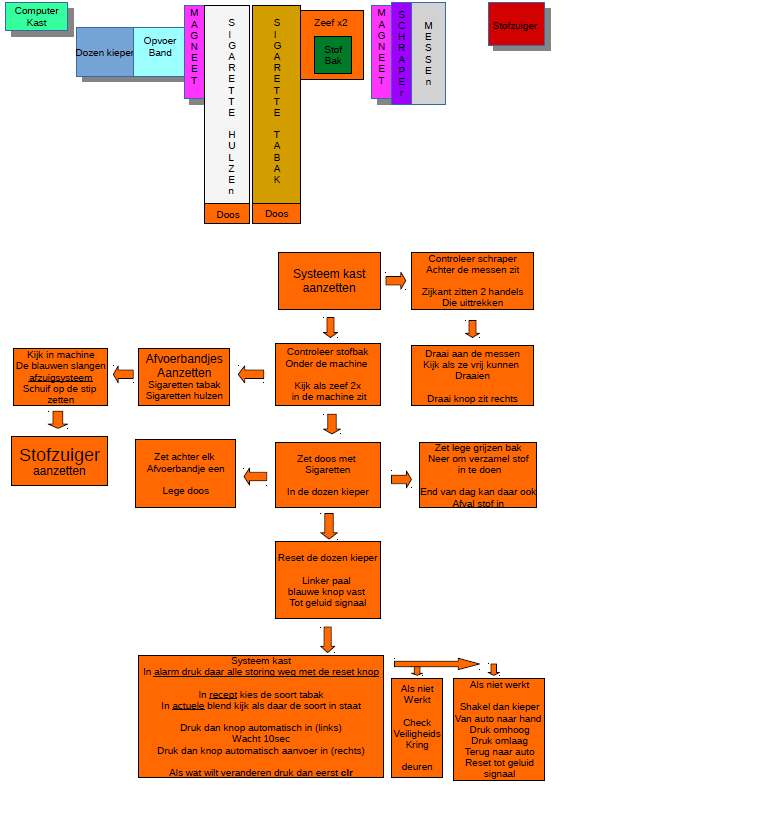 Computer
Kast
Dozen kieper
Opvoer
Band
MAGNEET
SIGARETTE HULZEn
Doos
SIGARETTE TABAK
Doos
Zeef x2
Stof
Bak
MAGNEET
SCHRAPEr
MESSEn
Stofzuiger
Systeem kast
aanzetten
Controleer schraper
Achter de messen zit
Zijkant zitten 2 handels
Die uittrekken
Kijk in machine
De blauwen slangen
afzuigsysteem
Schuif op de stip
zetten
Afvoerbandjes
Aanzetten
Sigaretten tabak
Sigaretten hulzen
Controleer stofbak
Onder de machine
Kijk als zeef 2x
in de machine zit
Draai aan de messen
Kijk als ze vrij kunnen
Draaien
Draai knop zit rechts
Stofzuiger
aanzetten
Zet achter elk
Afvoerbandje een
Lege doos
Zet doos met
Sigaretten
In de dozen kieper
Zet lege grijzen bak
Neer om verzamel stof
in te doen
End van dag kan daar ook
Afval stof in
Reset de dozen kieper
Linker paal
blauwe knop vast
Tot geluid signaal
Systeem kast
In alarm druk daar alle storing weg met de reset knop
In recept kies de soort tabak
In actuele blend kijk als daar de soort in staat
Druk dan knop automatisch in (links)
Wacht 10sec
Druk dan knop automatisch aanvoer in (rechts)
Als wat wilt veranderen druk dan eerst clr
Als niet
Werkt
Check
Veiligheids
Kring
deuren
Als niet werkt
Shakel dan kieper
Van auto naar hand
Druk omhoog
Druk omlaag
Terug naar auto
Reset tot geluid
signaal